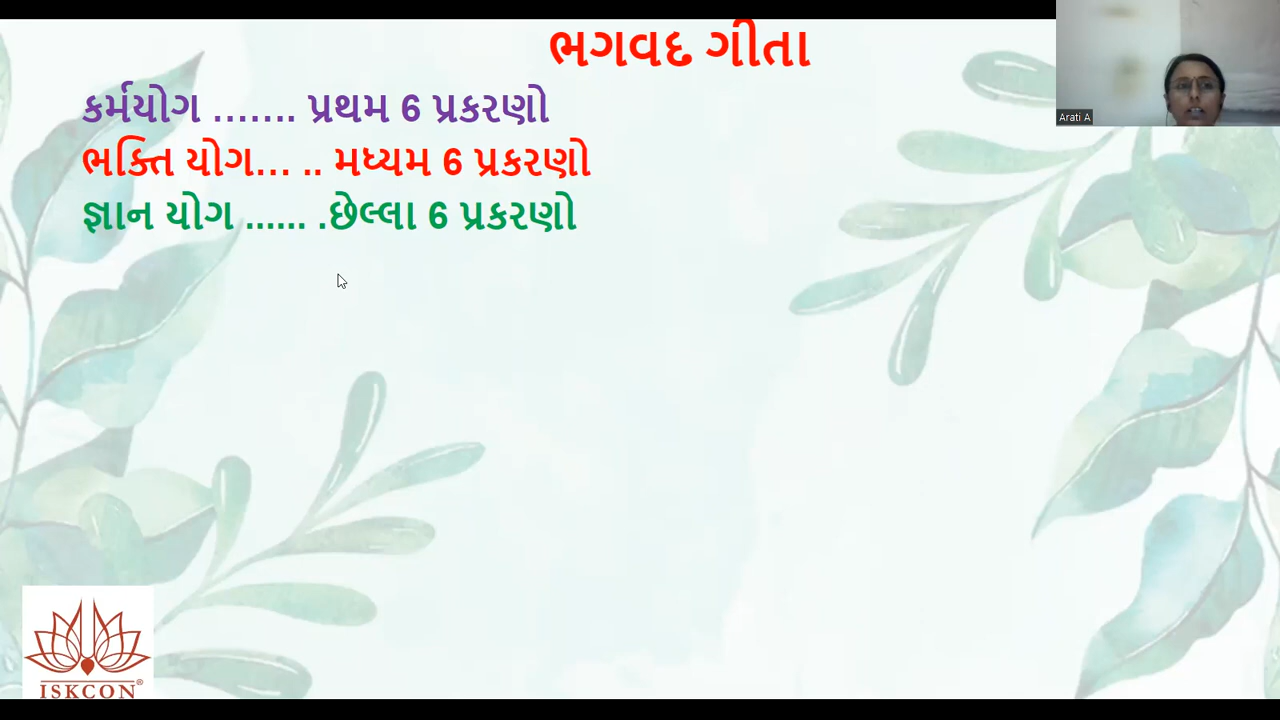 ભગવદ ગીતા
કર્મયોગ ....... પ્રથમ 6 પ્રકરણો
ભક્તિ યોગ... .. મધ્યમ 6 પ્રકરણો
જ્ઞાન યોગ ...... .છેલ્લા 6 પ્રકરણો
Arati A
ISKCON®